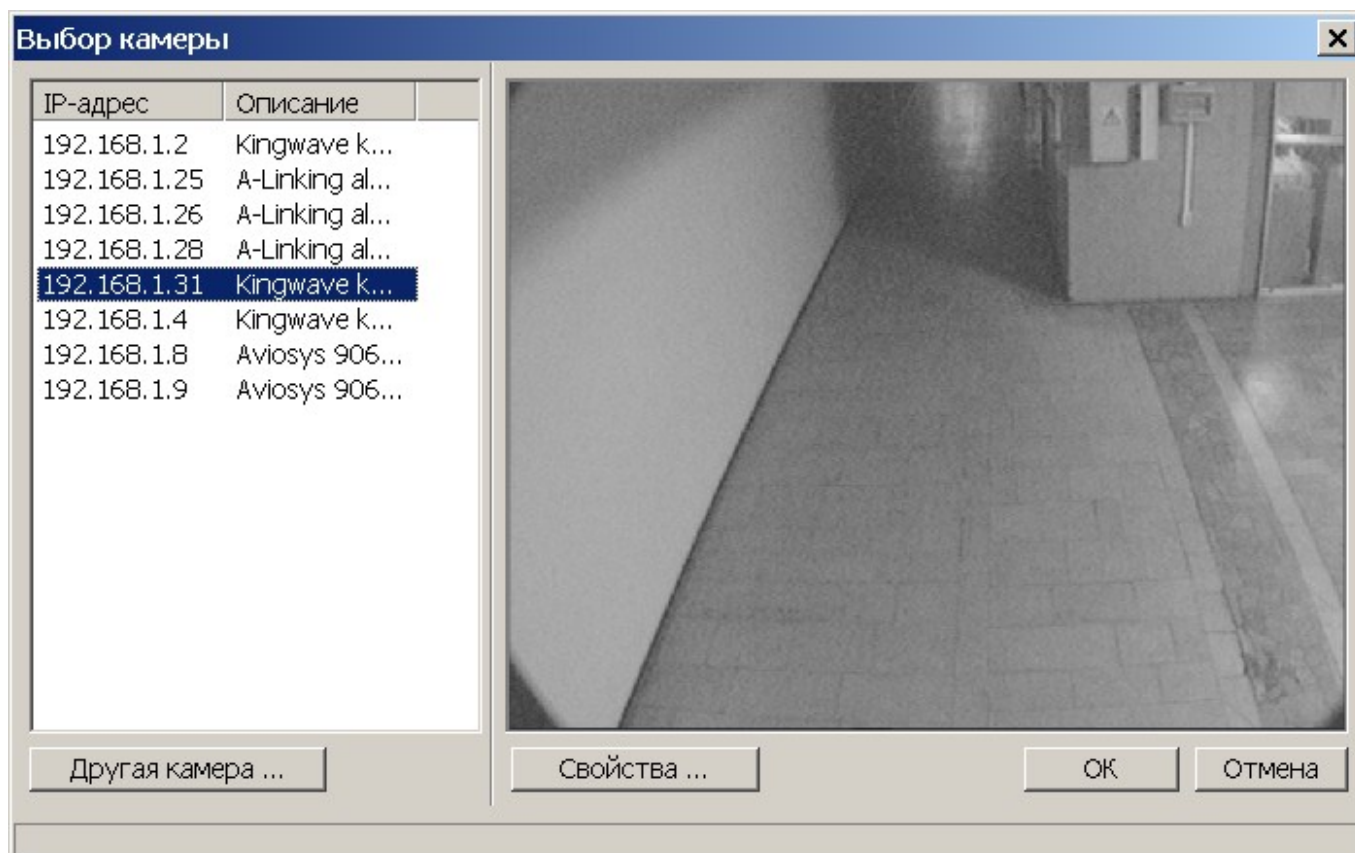 Выбор камеры
IP-адрес Описание
192.168.1.2 Kingwave k...
192.168.1.25 A-Linking al...
192.168.1.26 A-Linking al...
192.168.1.28 A-Linking al...
192.168.1.31 Kingwave k...
192.168.1.4 Kingwave k...
192.168.1.8 Aviosys 906...
192.168.1.9 Aviosys 906...
Другая камера ... Свойства ... ОК Отмена